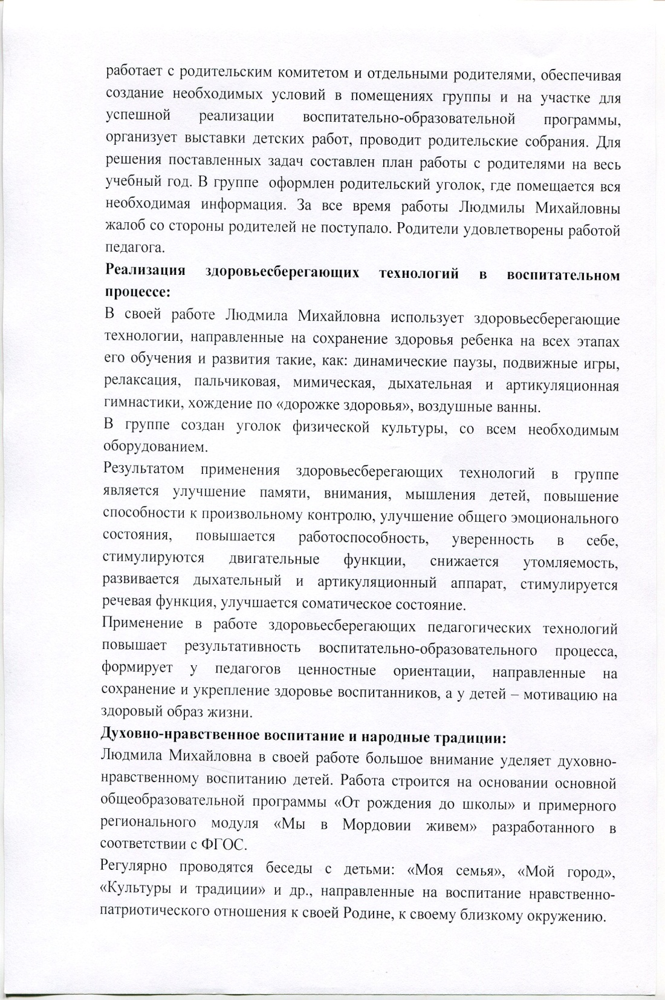 работает с родительским комитетом и отдельными родителями, обеспечивая
создание необходимых условий в помещениях группы и на участке для
успешной реализации воспитательно-образовательной программы,
организует выставки детских работ, проводит родительские собрания. Для
решения поставленных задач составлен план работы с родителями на весь
учебный год. В группе оформлен родительский уголок, где помещается вся
необходимая информация. За все время работы Людмилы Михайловны
жалоб со стороны родителей не поступало. Родители удовлетворены работой
педагога.
Реализация здоровьесберегающих технологий в воспитательном
процессе:
В своей работе Людмила Михайловна использует здоровьесберегающие
технологии, направленные на сохранение здоровья ребенка на всех этапах
его обучения и развития такие, как: динамические паузы, подвижные игры,
релаксация, пальчиковая, мимическая, дыхательная и артикуляционная
гимнастики, хождение по «дорожке здоровья», воздушные ванны.
В группе создан уголок физической культуры, со всем необходимым
оборудованием.
Результатом применения здоровьесберегающих технологий в группе
является улучшение памяти, внимания, мышления детей, повышение
способности к произвольному контролю, улучшение общего эмоционального
состояния, повышается работоспособность, уверенность в себе,
стимулируются двигательные функции, снижается утомляемость,
развивается дыхательный и артикуляционный аппарат, стимулируется
речевая функция, улучшается соматическое состояние.
Применение в работе здоровьесберегающих педагогических технологий
повышает результативность воспитательно-образовательного процесса,
формирует у педагогов ценностные ориентации, направленные на
сохранение и укрепление здоровье воспитанников, а у детей – мотивацию на
здоровый образ жизни.
Духовно-нравственное воспитание и народные традиции:
Людмила Михайловна в своей работе большое внимание уделяет духовно-
нравственному воспитанию детей. Работа строится на основании основной
общеобразовательной программы «От рождения до школы» и примерного
регионального модуля «Мы в Мордовии живем» разработанного в
соответствии с ФГОС.
Регулярно проводятся беседы с детьми: «Моя семья», «Мой город»,
«Культуры и традиции» и др., направленные на воспитание нравственно-
патриотического отношения к своей Родине, к своему близкому окружению.